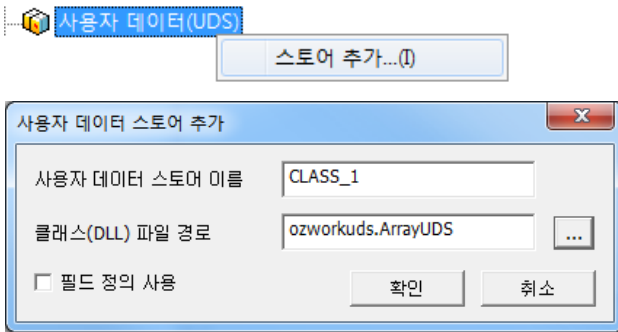 사용자 데이터(UDS)
스토어 추가...(I)
사용자 데이터 스토어 추가
사용자 데이터 스토어 이름 CLASS_1
클래스(DLL) 파일 경로 ozworkuds.ArrayUDS ...
필드 정의 사용 확인 취소